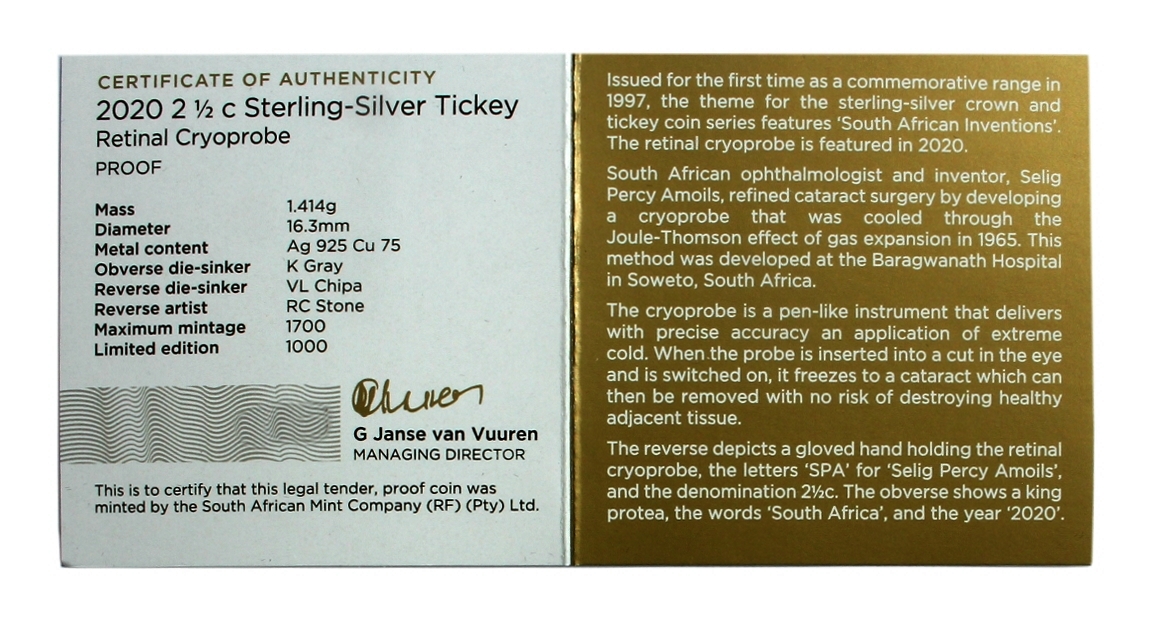 CERTIFICATE OF AUTHENTICITY
2020 2 ½ c Sterling-Silver Tickey
Retinal Cryoprobe
PROOF
Mass 1.414g
Diameter 16.3mm
Metal content Ag 925 Cu 75
Obverse die-sinker K Gray
Reverse die-sinker VL Chipa
Reverse artist RC Stone
Maximum mintage 1700
Limited edition 1000
G Janse van Vuuren
MANAGING DIRECTOR
This is to certify that this legal tender, proof coin was
minted by the South African Mint Company (RF) (Pty) Ltd.
Issued for the first time as a commemorative range in
1997, the theme for the sterling-silver crown and
tickey coin series features ‘South African Inventions’.
The retinal cryoprobe is featured in 2020.
South African ophthalmologist and inventor, Selig
Percy Amoils, refined cataract surgery by developing
a cryoprobe that was cooled through the
Joule-Thomson effect of gas expansion in 1965. This
method was developed at the Baragwanath Hospital
in Soweto, South Africa.
The cryoprobe is a pen-like instrument that delivers
with precise accuracy an application of extreme
cold. When the probe is inserted into a cut in the eye
and is switched on, it freezes to a cataract which can
then be removed with no risk of destroying healthy
adjacent tissue.
The reverse depicts a gloved hand holding the retinal
cryoprobe, the letters ‘SPA’ for ‘Selig Percy Amoils’,
and the denomination 2½c. The obverse shows a king
protea, the words ‘South Africa’, and the year ‘2020’.